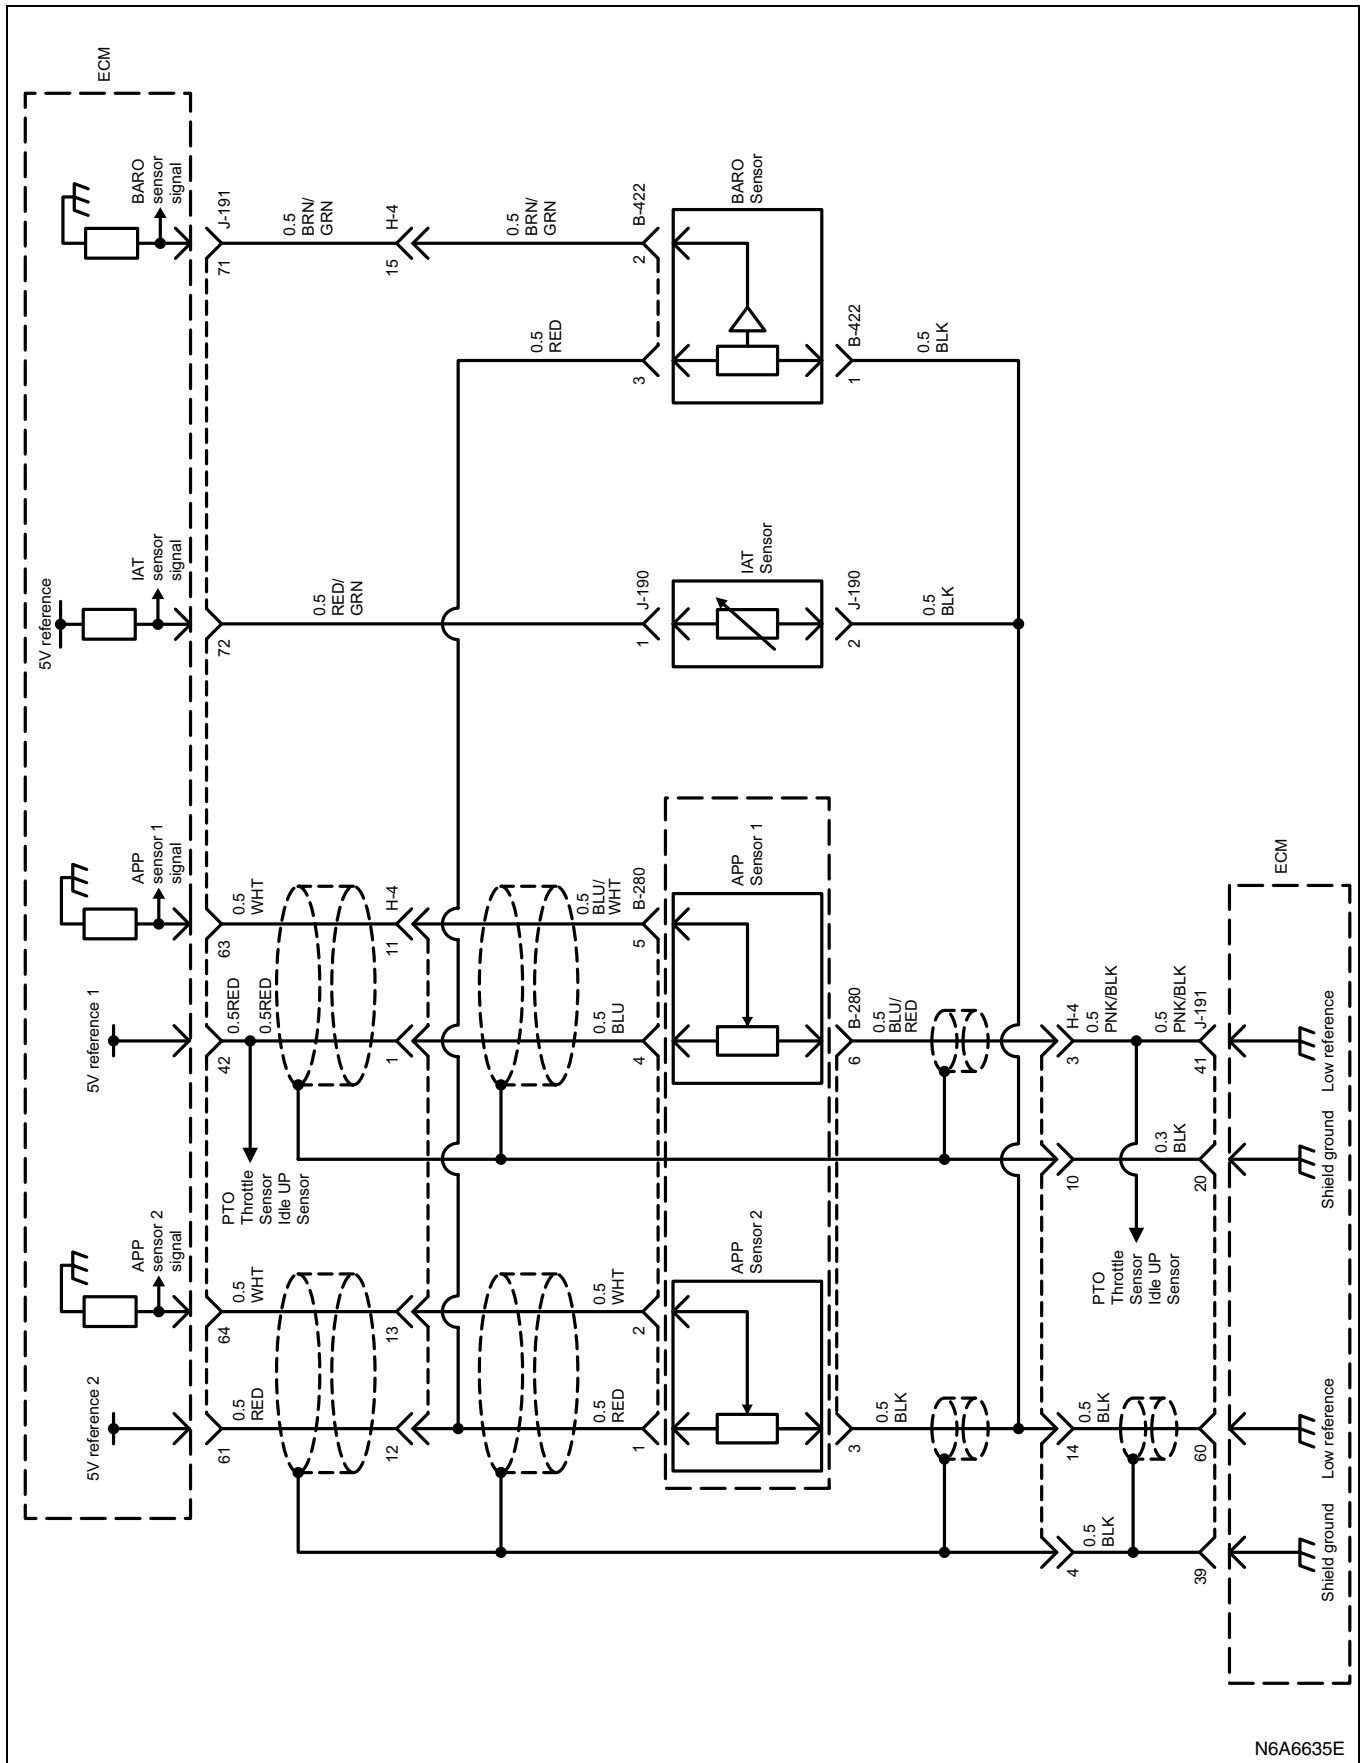 ECM
5V reference 2
APP
sensor 2
signal
5V reference 1
APP
sensor 1
signal
5V reference
IAT
sensor
signal
BARO
sensor
signal
61
64
42
63
72
71
J-191
0.5
RED
0.5
WHT
0.5RED
0.5RED
0.5
WHT
0.5
RED/
GRN
0.5
BRN/
GRN
PTO
Throttle
Sensor
Idle UP
Sensor
12
13
1
11
H-4
15
H-4
0.5
RED
0.5
WHT
0.5
BLU
0.5
BLU/
WHT
0.5
RED
0.5
BRN/
GRN
1
2
4
5
B-280
1
J-190
3
2
B-422
APP
Sensor 2
APP
Sensor 1
IAT
Sensor
BARO
Sensor
3
6
B-280
2
J-190
1
B-422
0.5
BLK
0.5
BLU/
RED
0.5
BLK
0.5
BLK
4
14
10
3
H-4
0.5
BLK
0.5
BLK
0.3
BLK
0.5
PNK/BLK
0.5
PNK/BLK
PTO
Throttle
Sensor
Idle UP
Sensor
39
60
20
41
J-191
ECM
Shield ground
Low reference
Shield ground
Low reference
N6A6635E